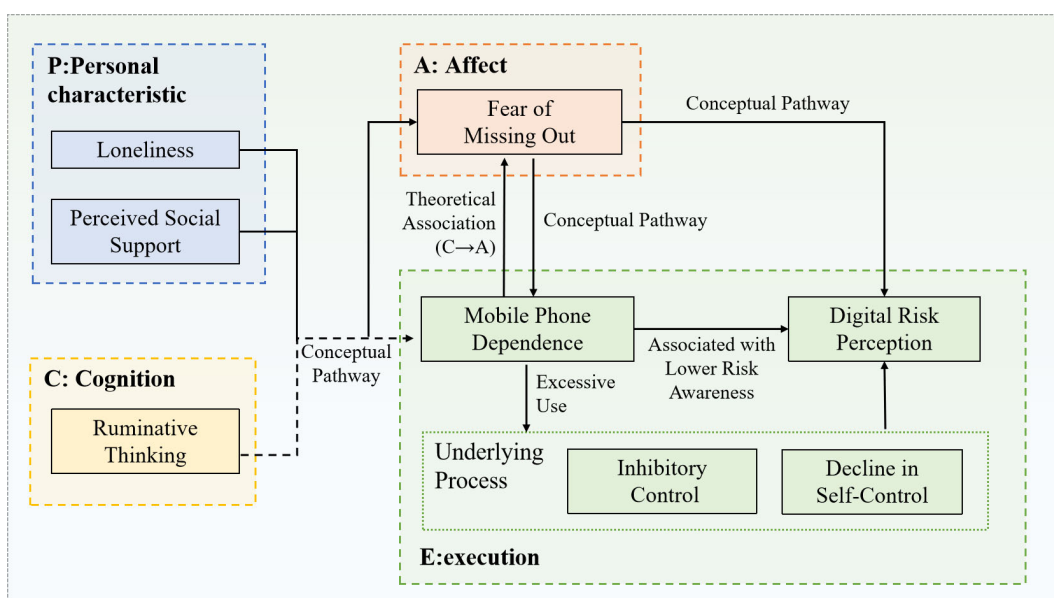 P:Personal
characteristic
Loneliness
Perceived Social
Support
C: Cognition
Ruminative
Thinking
Conceptual
Pathway
A: Affect
Fear of
Missing Out
Conceptual Pathway
Theoretical
Association
(C→A)
Conceptual Pathway
Mobile Phone
Dependence
Associated with
Lower Risk
Awareness
Digital Risk
Perception
Excessive
Use
Underlying
Process
Inhibitory
Control
Decline in
Self-Control
E:execution